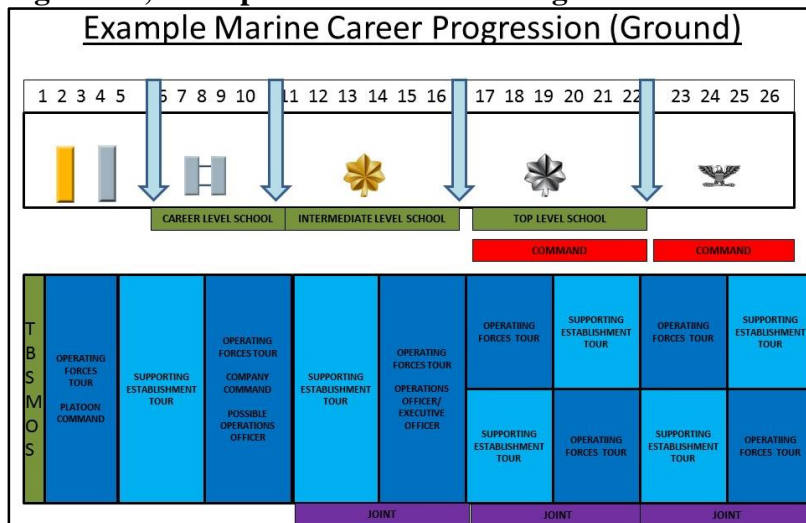 Example Marine Career Progression (Ground)
1 2 3 4 5 6 7 8 9 10 11 12 13 14 15 16 17 18 19 20 21 22 23 24 25 26
CAREER LEVEL SCHOOL
INTERMEDIATE LEVEL SCHOOL
TOP LEVEL SCHOOL
COMMAND
COMMAND
T
B
S
M
O
S
OPERATING
FORCES
TOUR
PLATOON
COMMAND
SUPPORTING
ESTABLISHMENT
TOUR
OPERATING
FORCES TOUR
COMPANY
COMMAND
POSSIBLE
OPERATIONS
OFFICER
SUPPORTING
ESTABLISHMENT
TOUR
OPERATING
FORCES TOUR
OPERATIONS
OFFICER/
EXECUTIVE
OFFICER
OPERATIING
FORCES TOUR
SUPPORTING
ESTABLISHMENT
TOUR
SUPPORTING
ESTABLISHMENT
TOUR
OPERATIING
FORCES TOUR
OPERATIING
FORCES TOUR
SUPPORTING
ESTABLISHMENT
TOUR
SUPPORTING
ESTABLISHMENT
TOUR
OPERATIING
FORCES TOUR
JOINT
JOINT
JOINT